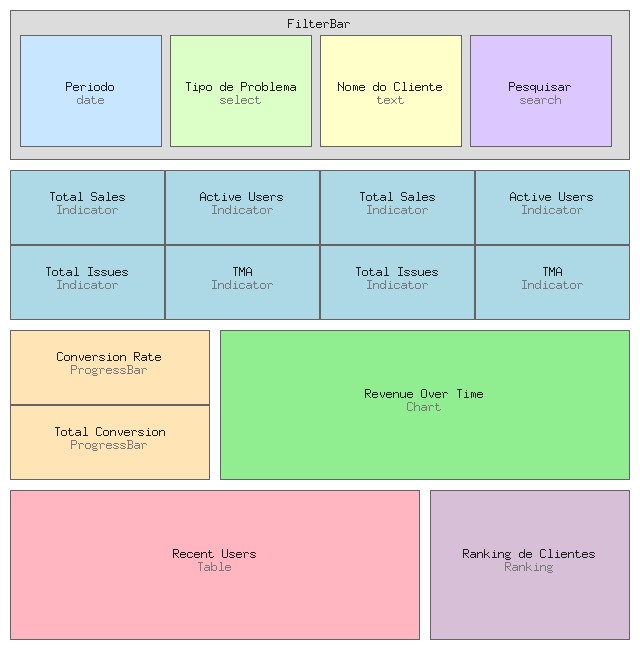 FilterBar
Periodo
date
Tipo de Problema
select
Nome do Cliente
text
Pesquisar
search
Total Sales
Indicator
Active Users
Indicator
Total Sales
Indicator
Active Users
Indicator
Total Issues
Indicator
TMA
Indicator
Total Issues
Indicator
TMA
Indicator
Conversion Rate
ProgressBar
Total Conversion
ProgressBar
Revenue Over Time
Chart
Recent Users
Table
Ranking de Clientes
Ranking